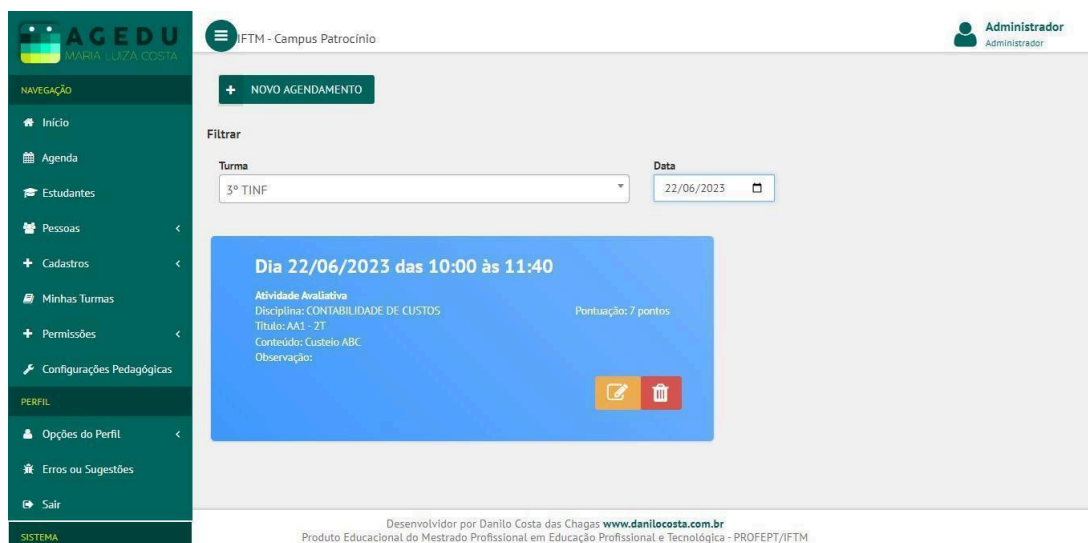 AGEDU
MARIA LUIZA COSTA
IFTM - Campus Patrocínio
Administrador
Administrador
NAVEGAÇÃO
Início
Agenda
Estudantes
Pessoas
Cadastros
Minhas Turmas
Permissões
Configurações Pedagógicas
PERFIL
Opções do Perfil
Erros ou Sugestões
Sair
SISTEMA
NOVO AGENDAMENTO
Filtrar
Turma
Data
3º TINF
22/06/2023
Dia 22/06/2023 das 10:00 às 11:40
Atividade Avaliativa
Disciplina: CONTABILIDADE DE CUSTOS
Pontuação: 7 pontos
Título: AA1 - 2T
Conteúdo: Custeio ABC
Observação:
Desenvolvidor por Danilo Costa das Chagas www.danilocosta.com.br
Produto Educacional do Mestrado Profissional em Educação Profissional e Tecnológica - PROFEPT/IFTM